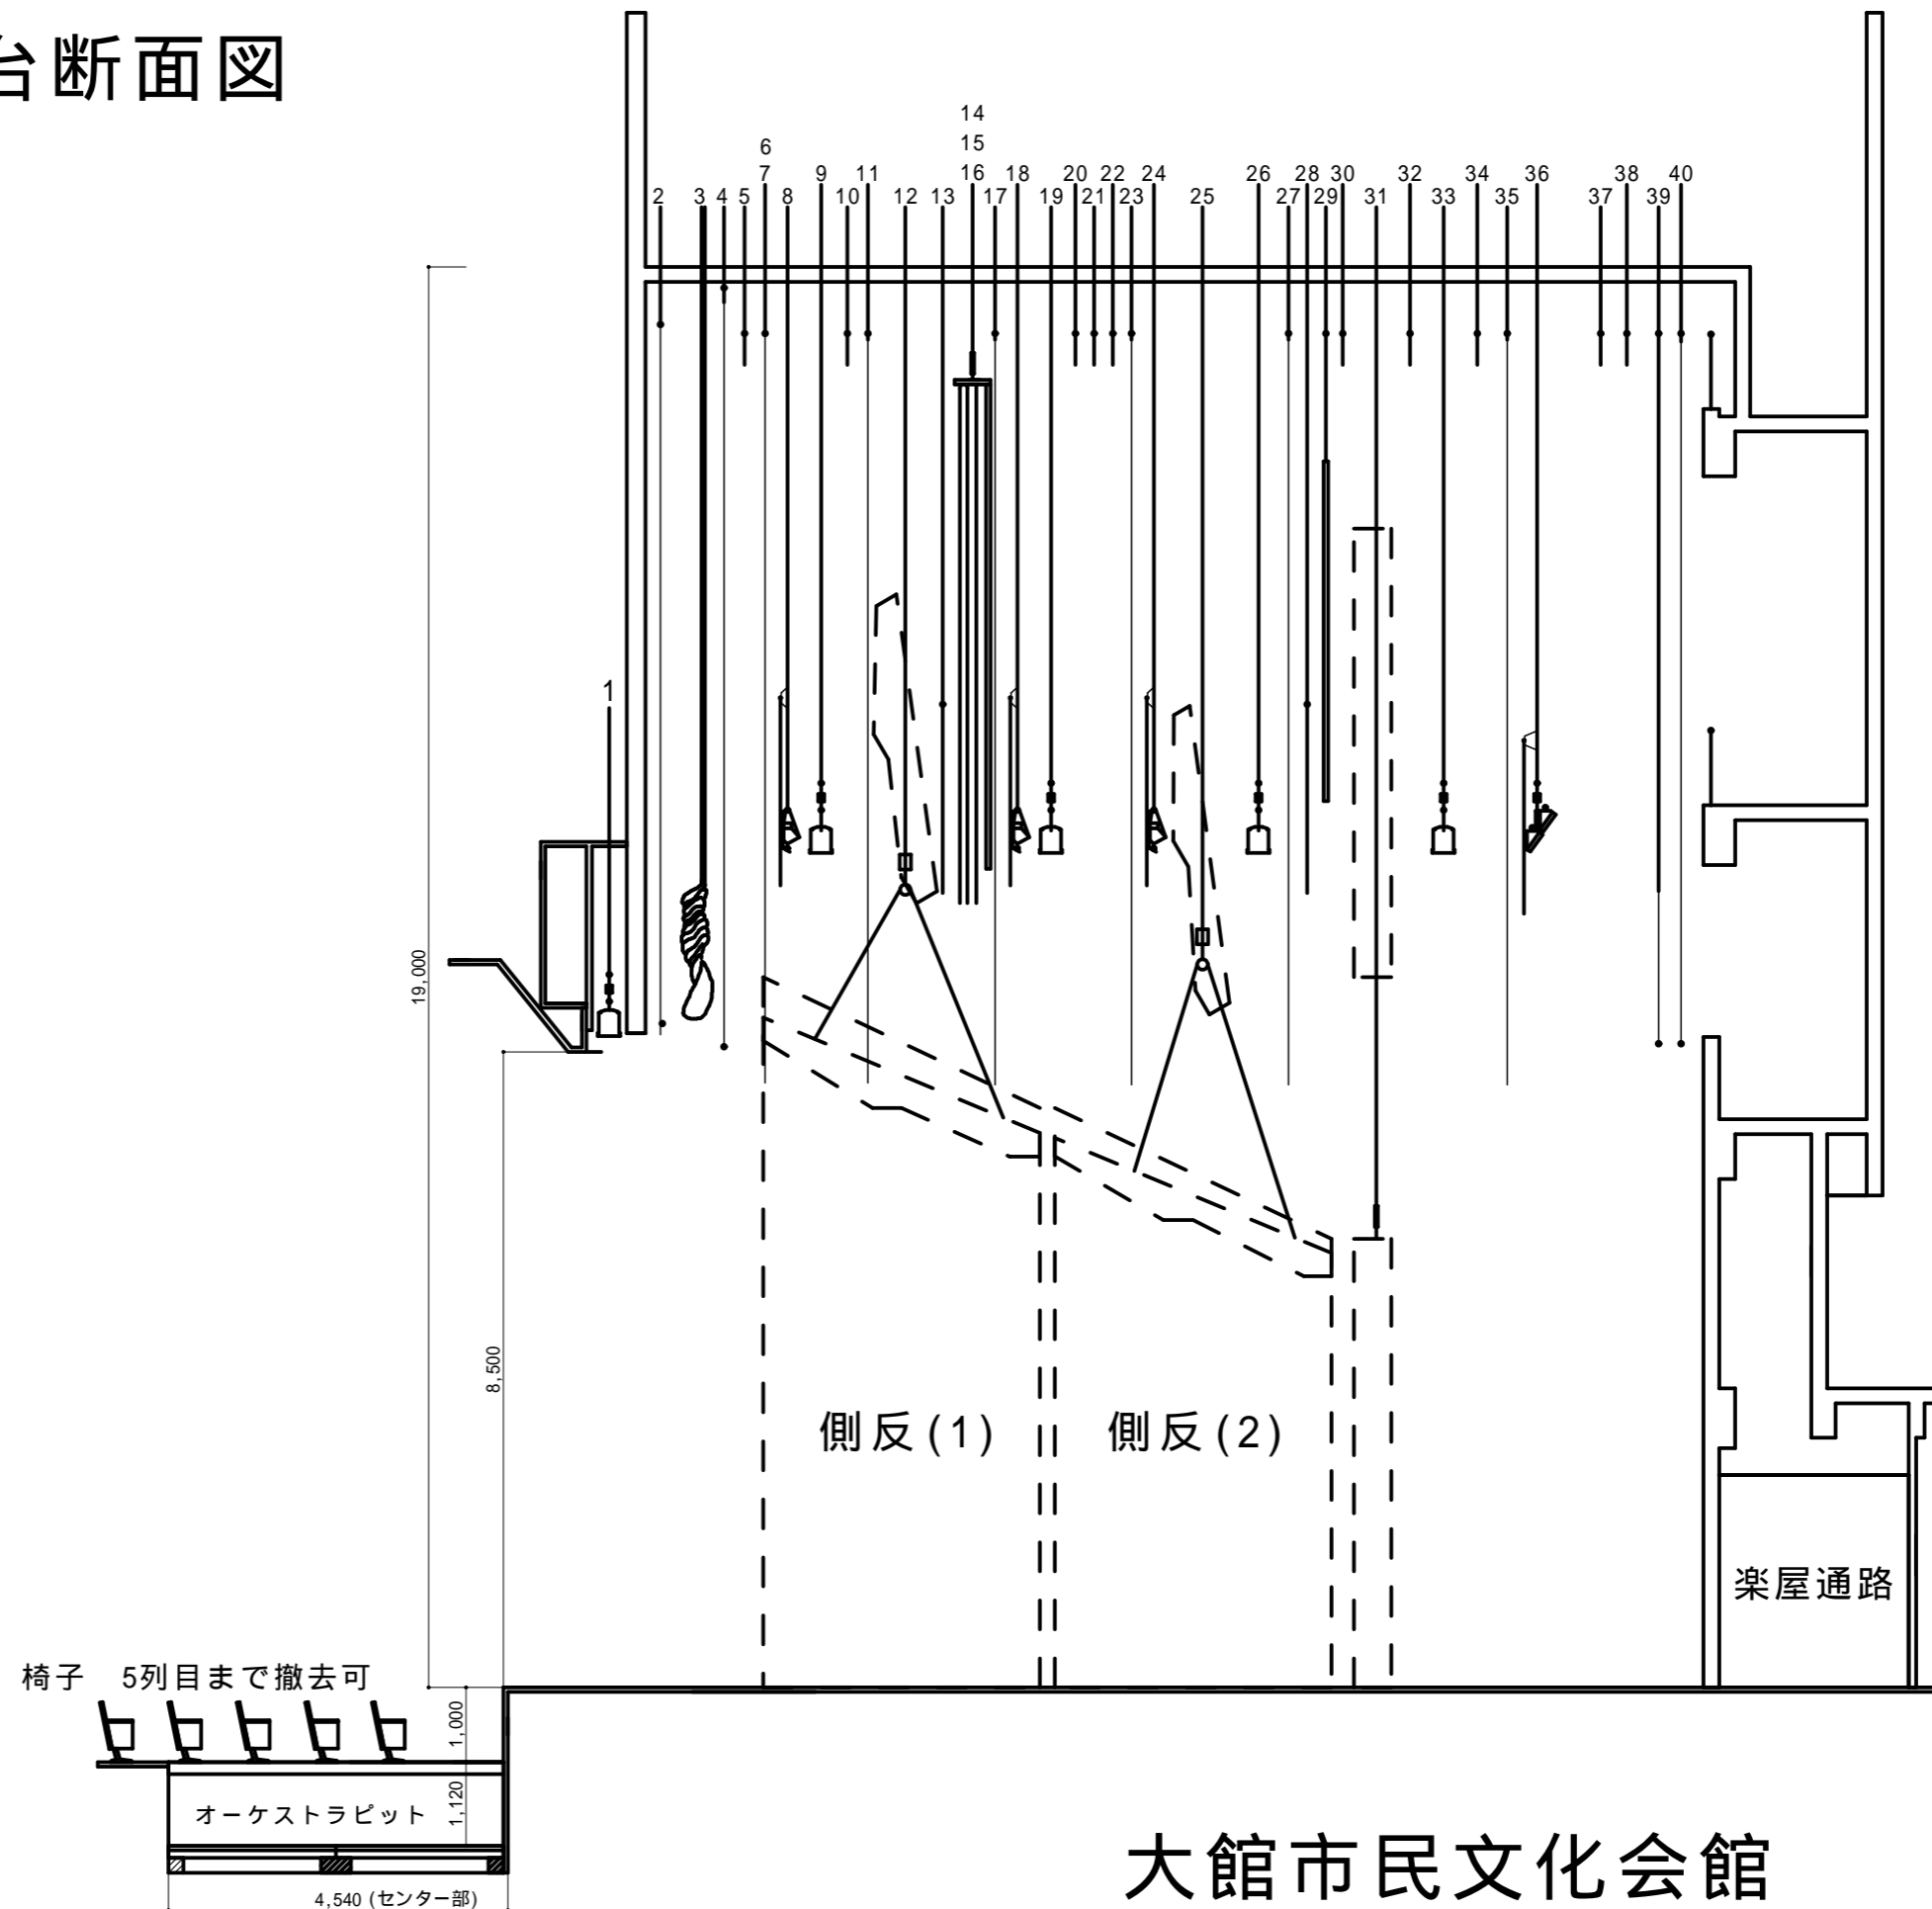 台断面図
14
6 15
7 9 11 16 18 20 22 24 26 28 30 32 34 36 38 40
2 3 4 5 8 10 12 13 17 19 21 23 25 27 29 31 33 35 37 39
1
19,000
8,500
側反(1) 側反(2)
楽屋通路
椅子 5列目まで撤去可
1,000
1,120
オーケストラピット
4,540 (センター部)
大館市民文化会館